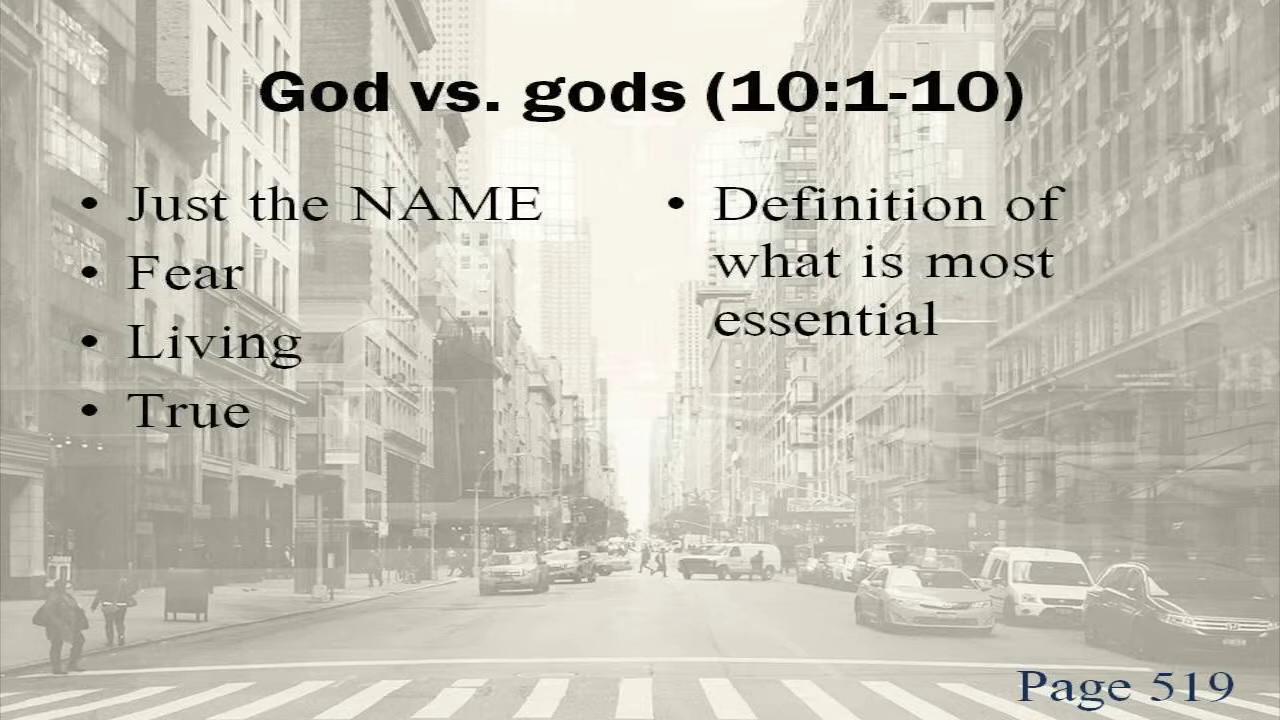 God vs. gods (10:1-10)
• Just the NAME
• Fear
• Living
• True
• Definition of
what is most
essential
Page 519